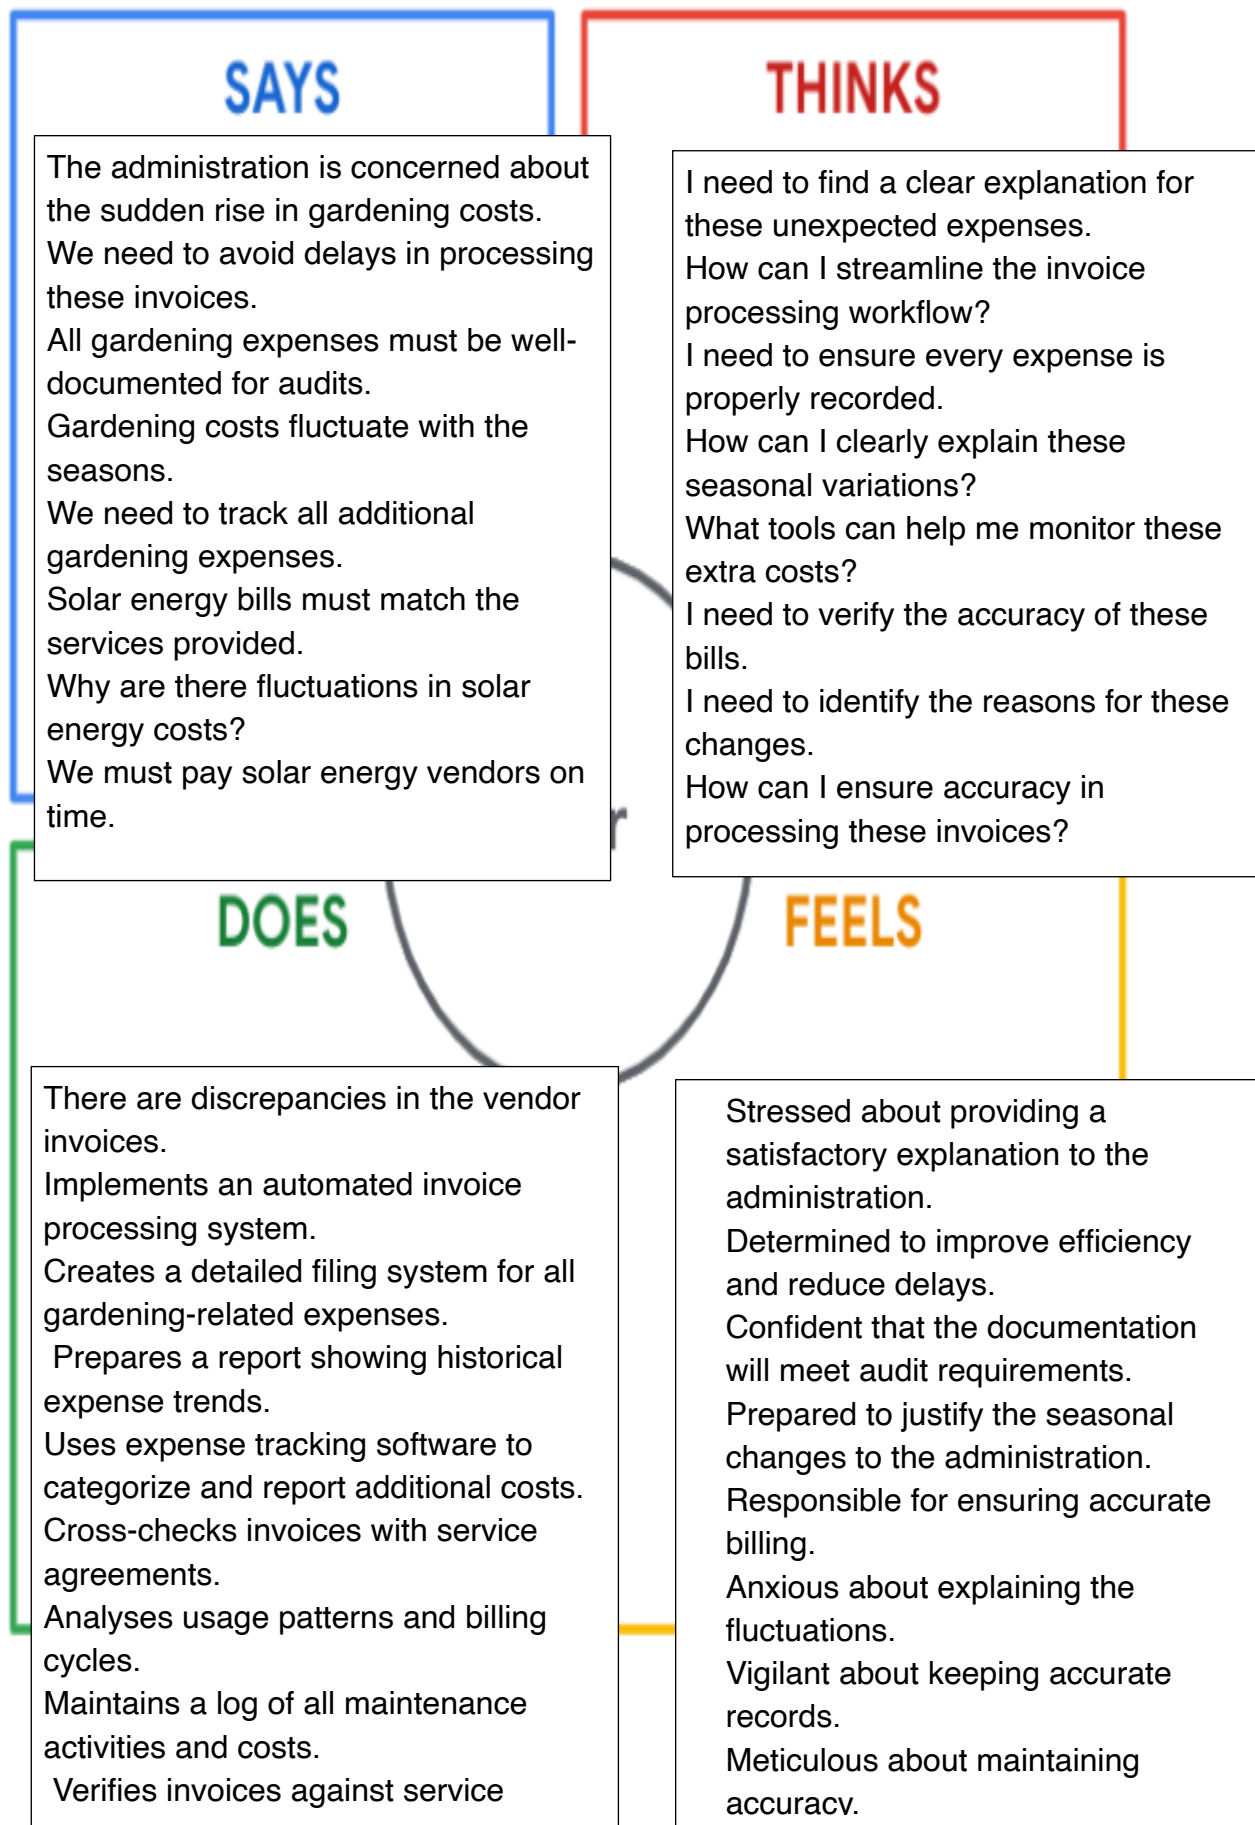 SAYS
The administration is concerned about
the sudden rise in gardening costs.
We need to avoid delays in processing
these invoices.
All gardening expenses must be well-
documented for audits.
Gardening costs fluctuate with the
seasons.
We need to track all additional
gardening expenses.
Solar energy bills must match the
services provided.
Why are there fluctuations in solar
energy costs?
We must pay solar energy vendors on
time.
THINKS
I need to find a clear explanation for
these unexpected expenses.
How can I streamline the invoice
processing workflow?
I need to ensure every expense is
properly recorded.
How can I clearly explain these
seasonal variations?
What tools can help me monitor these
extra costs?
I need to verify the accuracy of these
bills.
I need to identify the reasons for these
changes.
How can I ensure accuracy in
processing these invoices?
r
DOES
There are discrepancies in the vendor
invoices.
Implements an automated invoice
processing system.
Creates a detailed filing system for all
gardening-related expenses.
Prepares a report showing historical
expense trends.
Uses expense tracking software to
categorize and report additional costs.
Cross-checks invoices with service
agreements.
Analyses usage patterns and billing
cycles.
Maintains a log of all maintenance
activities and costs.
Verifies invoices against service
FEELS
Stressed about providing a
satisfactory explanation to the
administration.
Determined to improve efficiency
and reduce delays.
Confident that the documentation
will meet audit requirements.
Prepared to justify the seasonal
changes to the administration.
Responsible for ensuring accurate
billing.
Anxious about explaining the
fluctuations.
Vigilant about keeping accurate
records.
Meticulous about maintaining
accuracy.